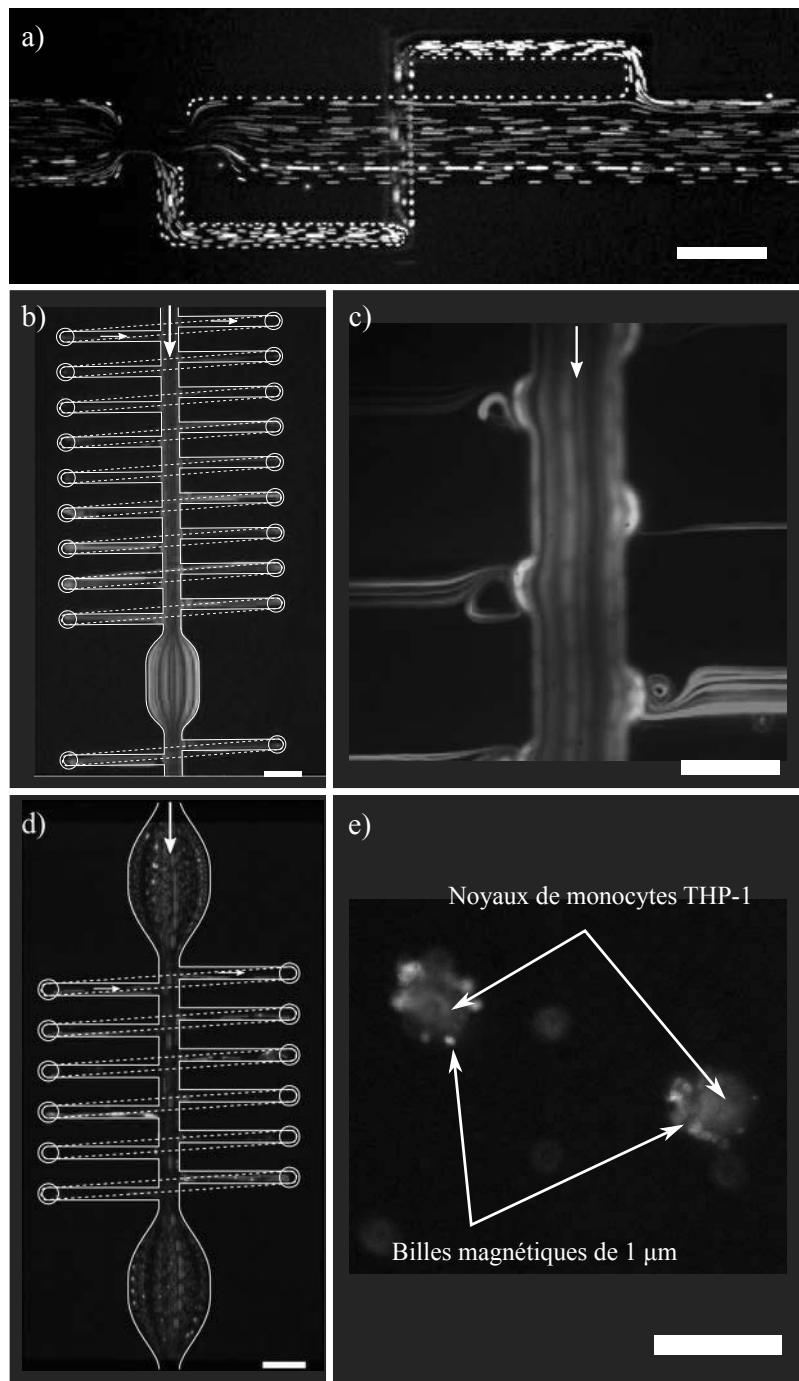 a)
b)
c)
d)
e)
Noyaux de monocytes THP-1
Billes magnétiques de 1 µm